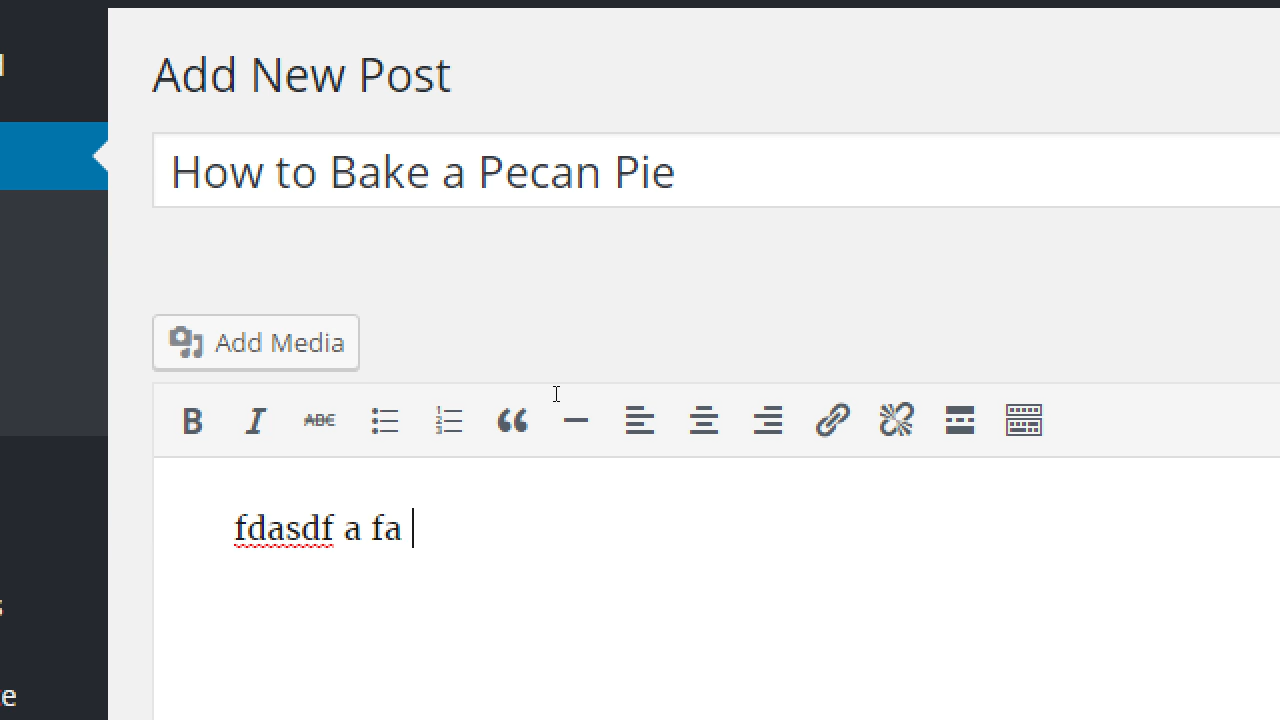 Add New Post
How to Bake a Pecan Pie
Add Media
B I ABC
fdasdf a fa